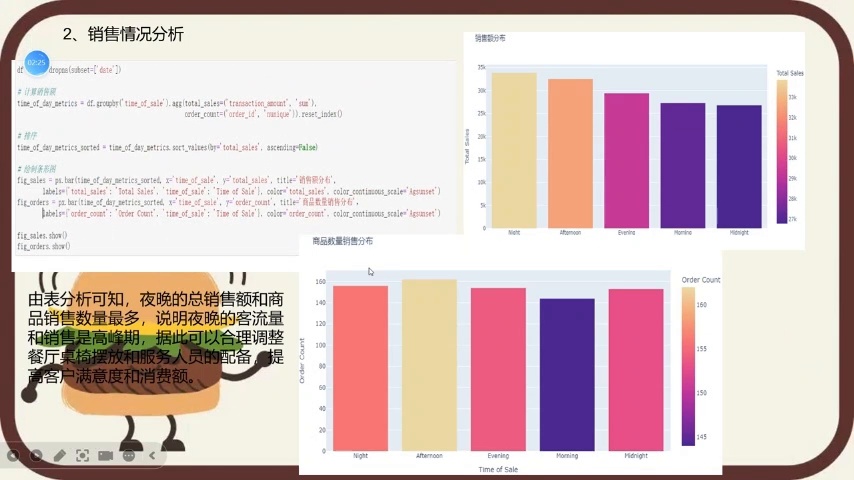 2、销售情况分析
02:25
df
dropna(subset=['date'])
# 计算销售额
time_of_day_metrics = df.groupby('time_of_sale').agg(total_sales=('transaction_amount', 'sum'),
order_count=('order_id', 'nunique')).reset_index()
# 排序
time_of_day_metrics_sorted = time_of_day_metrics.sort_values(by='total_sales', ascending=False)
# 绘制条形图
fig_sales = px.bar(time_of_day_metrics_sorted, x='time_of_sale', y='total_sales', title='销售额分布',
labels={'total_sales': 'Total Sales', 'time_of_sale': 'Time of Sale'}, color='total_sales', color_continuous_scale='Agsunset')
fig_orders = px.bar(time_of_day_metrics_sorted, x='time_of_sale', y='order_count', title='商品数量销售分布',
labels={'order_count': 'Order Count', 'time_of_sale': 'Time of Sale'}, color='order_count', color_continuous_scale='Agsunset')
fig_sales.show()
fig_orders.show()
销售额分布
Total Sales
35k
30k
25k
20k
15k
10k
5k
0
Total Sales
Night Afternoon Evening Morning Midnight
33k
32k
31k
30k
29k
28k
27k
商品数量销售分布
Order Count
160
140
120
100
80
60
40
20
0
Order Count
Night Afternoon Evening Morning Midnight
Time of Sale
160
155
150
145
由表分析可知，夜晚的总销售额和商
品销售数量最多，说明夜晚的客流量
和销售是高峰期，据此可以合理调整
餐厅桌椅摆放和服务人员的配备，提
高客户满意度和消费额。